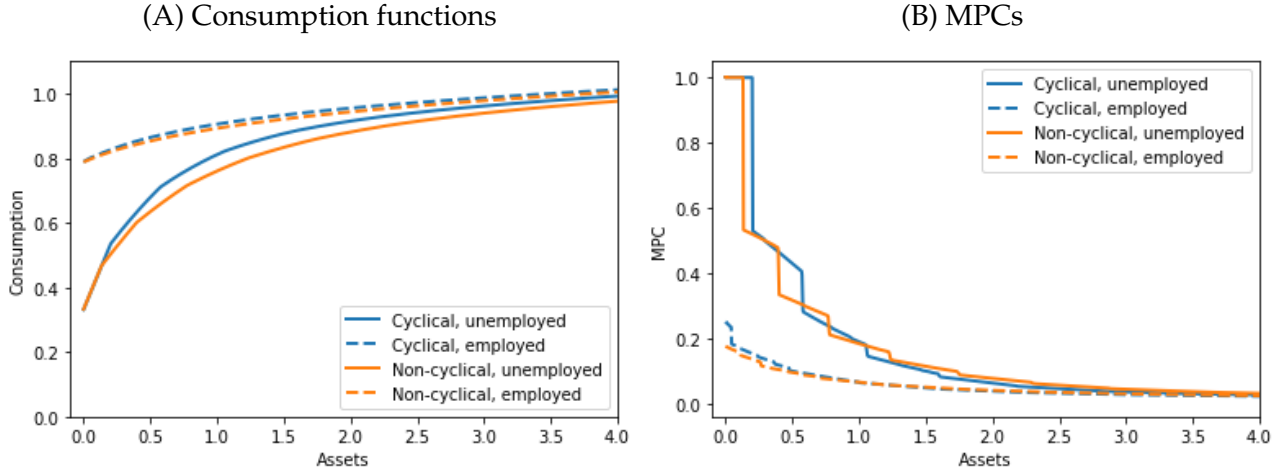 (A) Consumption functions
Consumption
1.0
0.8
0.6
0.4
0.2
0.0
Cyclical, unemployed
Cyclical, employed
Non-cyclical, unemployed
Non-cyclical, employed
0.0 0.5 1.0 1.5 2.0 2.5 3.0 3.5 4.0
Assets
(B) MPCs
MPC
1.0
0.8
0.6
0.4
0.2
0.0
Cyclical, unemployed
Cyclical, employed
Non-cyclical, unemployed
Non-cyclical, employed
0.0 0.5 1.0 1.5 2.0 2.5 3.0 3.5 4.0
Assets